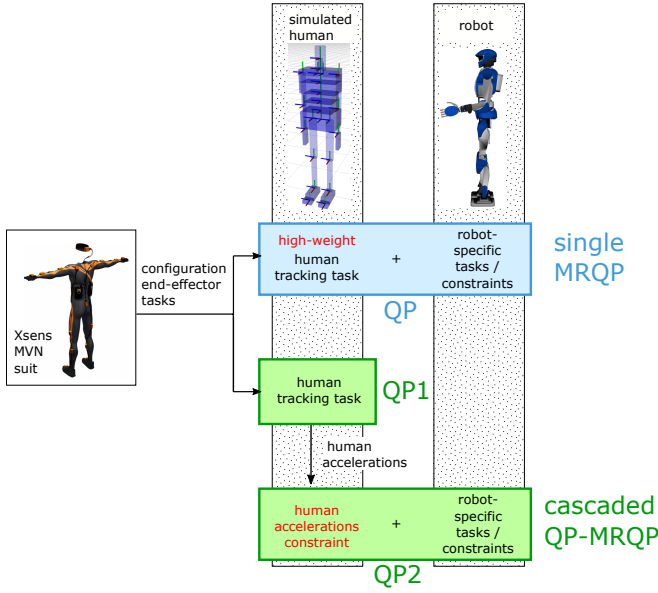 simulated
human
robot
high-weight
human
tracking task
+
robot-
specific
tasks /
constraints
single
MRQP
QP
configuration
end-effector
tasks
Xsens
MVN
suit
human
tracking task
QP1
human
accelerations
human
accelerations
constraint
+
robot-
specific
tasks /
constraints
cascaded
QP-MRQP
QP2